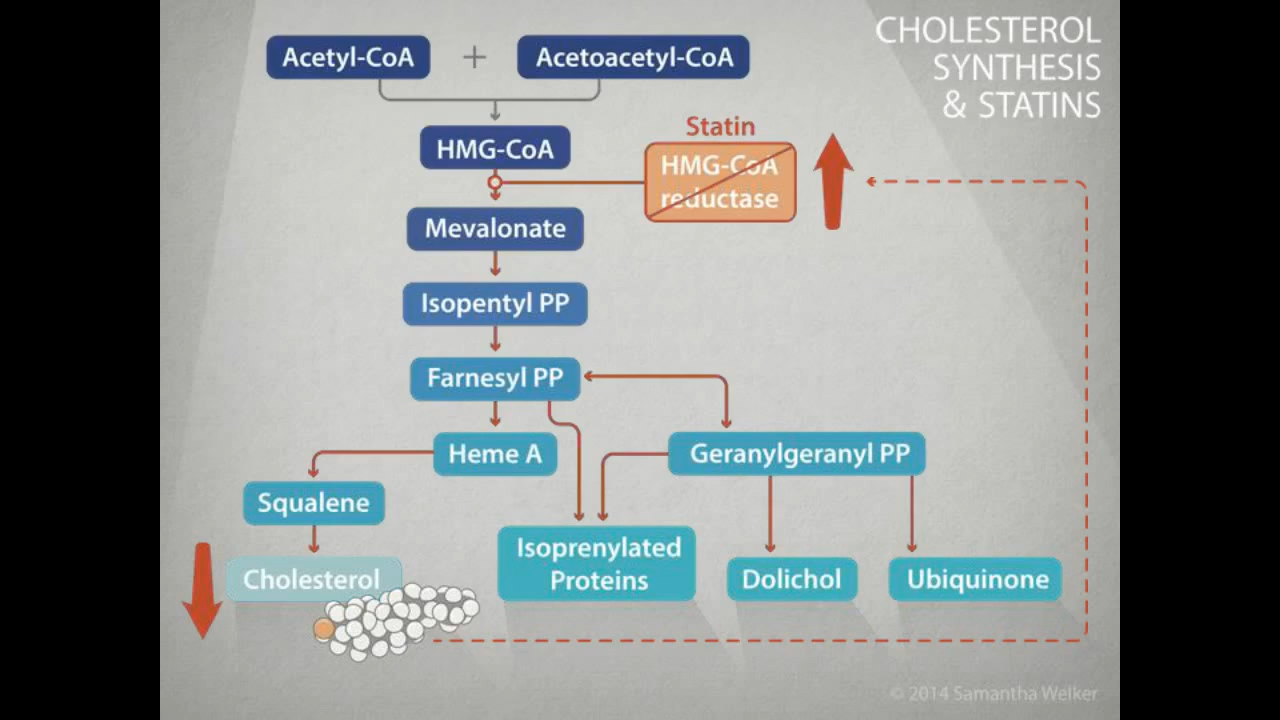 CHOLESTEROL
SYNTHESIS
& STATINS
Acetyl-CoA + Acetoacetyl-CoA
HMG-CoA
Statin
HMG-CoA
reductase
Mevalonate
Isopentyl PP
Farnesyl PP
Heme A
Geranylgeranyl PP
Squalene
Cholesterol
Isoprenylated
Proteins
Dolichol
Ubiquinone
© 2014 Samantha Welker